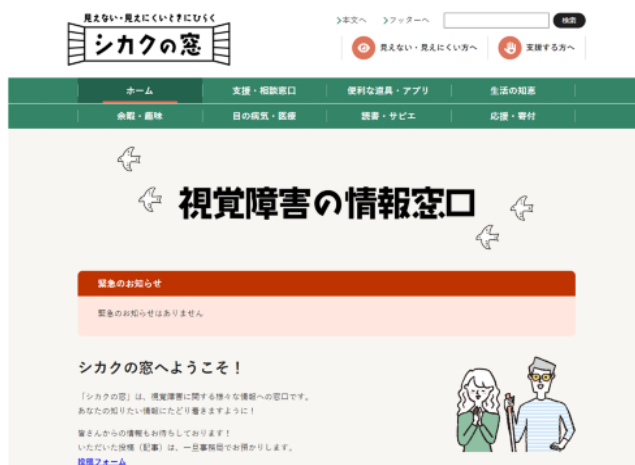 見えない・見えにくいときにひらく
シカクの窓
本文へ フッターへ 検索
見えない・見えにくい方へ 支援する方へ
ホーム 支援・相談窓口 便利な道具・アプリ 生活の知恵
余暇・趣味 目の病気・医療 読書・サピエ 応援・寄付
視覚障害の情報窓口
緊急のお知らせ
緊急のお知らせはありません
シカクの窓へようこそ！
「シカクの窓」は、視覚障害に関する様々な情報への窓口です。
あなたの知りたい情報にたどり着きますように！
皆さんからの情報もお待ちしております！
いただいた投稿（記事）は、一旦事務局でお預かりします。
投稿フォーム